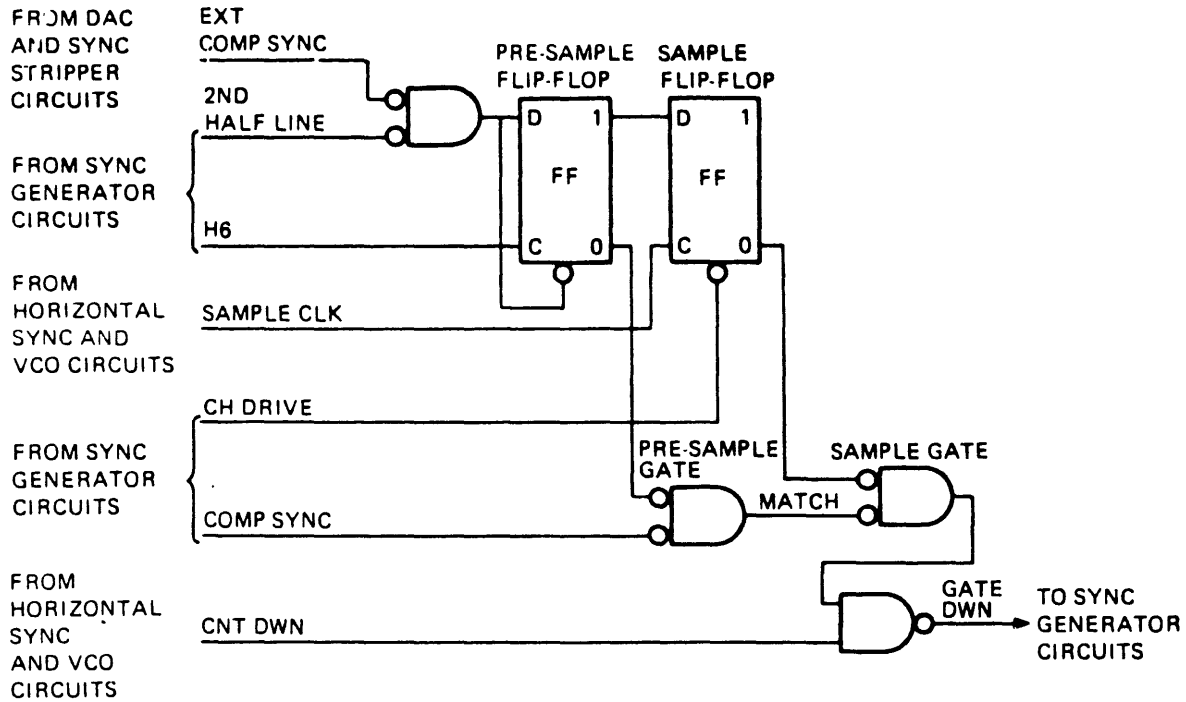 FROM DAC
AND SYNC
STRIPPER
CIRCUITS
EXT
COMP SYNC
2ND
HALF LINE
FROM SYNC
GENERATOR
CIRCUITS
H6
FROM
HORIZONTAL
SYNC AND
VCO CIRCUITS
SAMPLE CLK
PRE-SAMPLE
FLIP-FLOP
D 1
FF
C 0
SAMPLE
FLIP-FLOP
D 1
FF
C 0
CH DRIVE
FROM SYNC
GENERATOR
CIRCUITS
COMP SYNC
PRE-SAMPLE
GATE
MATCH
SAMPLE GATE
FROM
HORIZONTAL
SYNC
AND VCO
CIRCUITS
CNT DWN
GATE
DWN
TO SYNC
GENERATOR
CIRCUITS